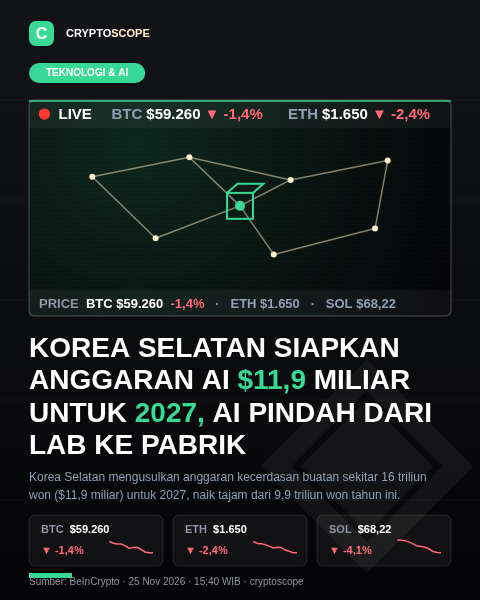 C CRYPTOSCOPE
TEKNOLOGI & AI
LIVE BTC $59.260 ▼ -1,4% ETH $1.650 ▼ -2,4%
PRICE BTC $59.260 -1,4% · ETH $1.650 · SOL $68,22
KOREA SELATAN SIAPKAN
ANGGARAN AI $11,9 MILIAR
UNTUK 2027, AI PINDAH DARI
LAB KE PABRIK
Korea Selatan mengusulkan anggaran kecerdasan buatan sekitar 16 triliun
won ($11,9 miliar) untuk 2027, naik tajam dari 9,9 triliun won tahun ini.
BTC $59.260
▼ -1,4%
ETH $1.650
▼ -2,4%
SOL $68,22
▼ -4,1%
Sumber: BeInCrypto · 25 Nov 2026 · 15:40 WIB · cryptoscope